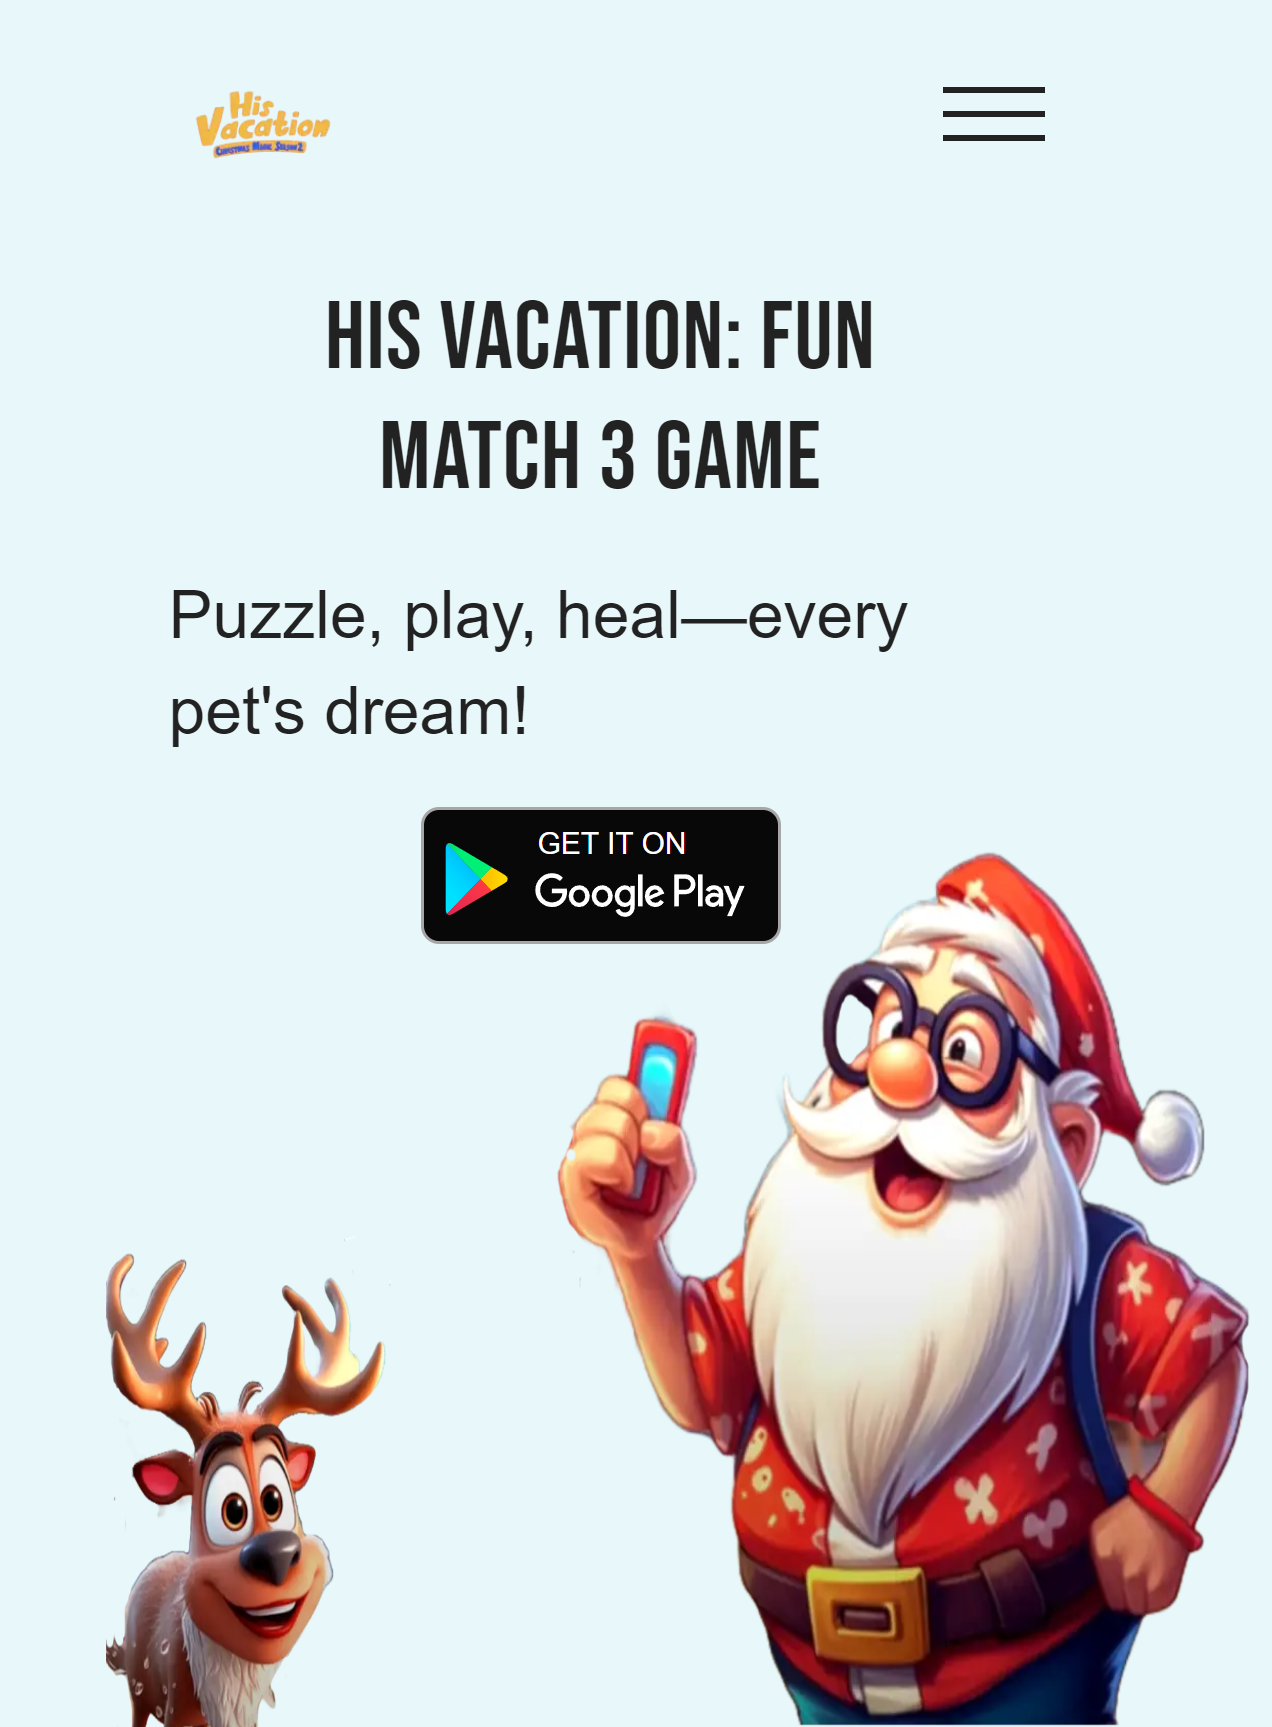 His
Vacation
Christmas Magic Season 2
HIS VACATION: FUN
MATCH 3 GAME
Puzzle, play, heal—every
pet's dream!
GET IT ON
Google Play